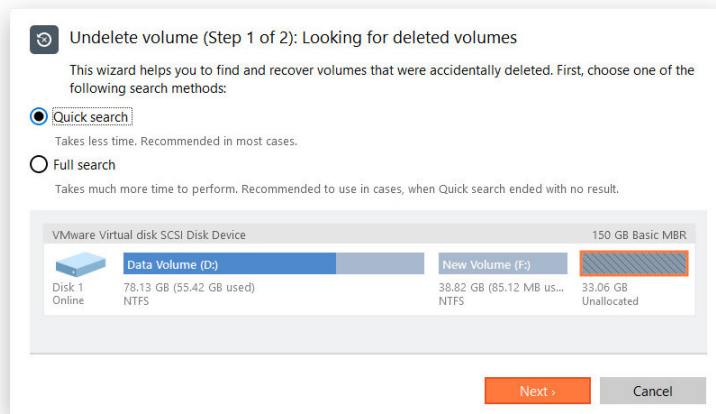 Undelete volume (Step 1 of 2): Looking for deleted volumes
This wizard helps you to find and recover volumes that were accidentally deleted. First, choose one of the
following search methods:
Quick search
Takes less time. Recommended in most cases.
Full search
Takes much more time to perform. Recommended to use in cases, when Quick search ended with no result.
VMware Virtual disk SCSI Disk Device 150 GB Basic MBR
Data Volume (D:) New Volume (F:)
Disk 1 78.13 GB (55.42 GB used) 38.82 GB (85.12 MB us... 33.06 GB
Online NTFS NTFS Unallocated
Next › Cancel